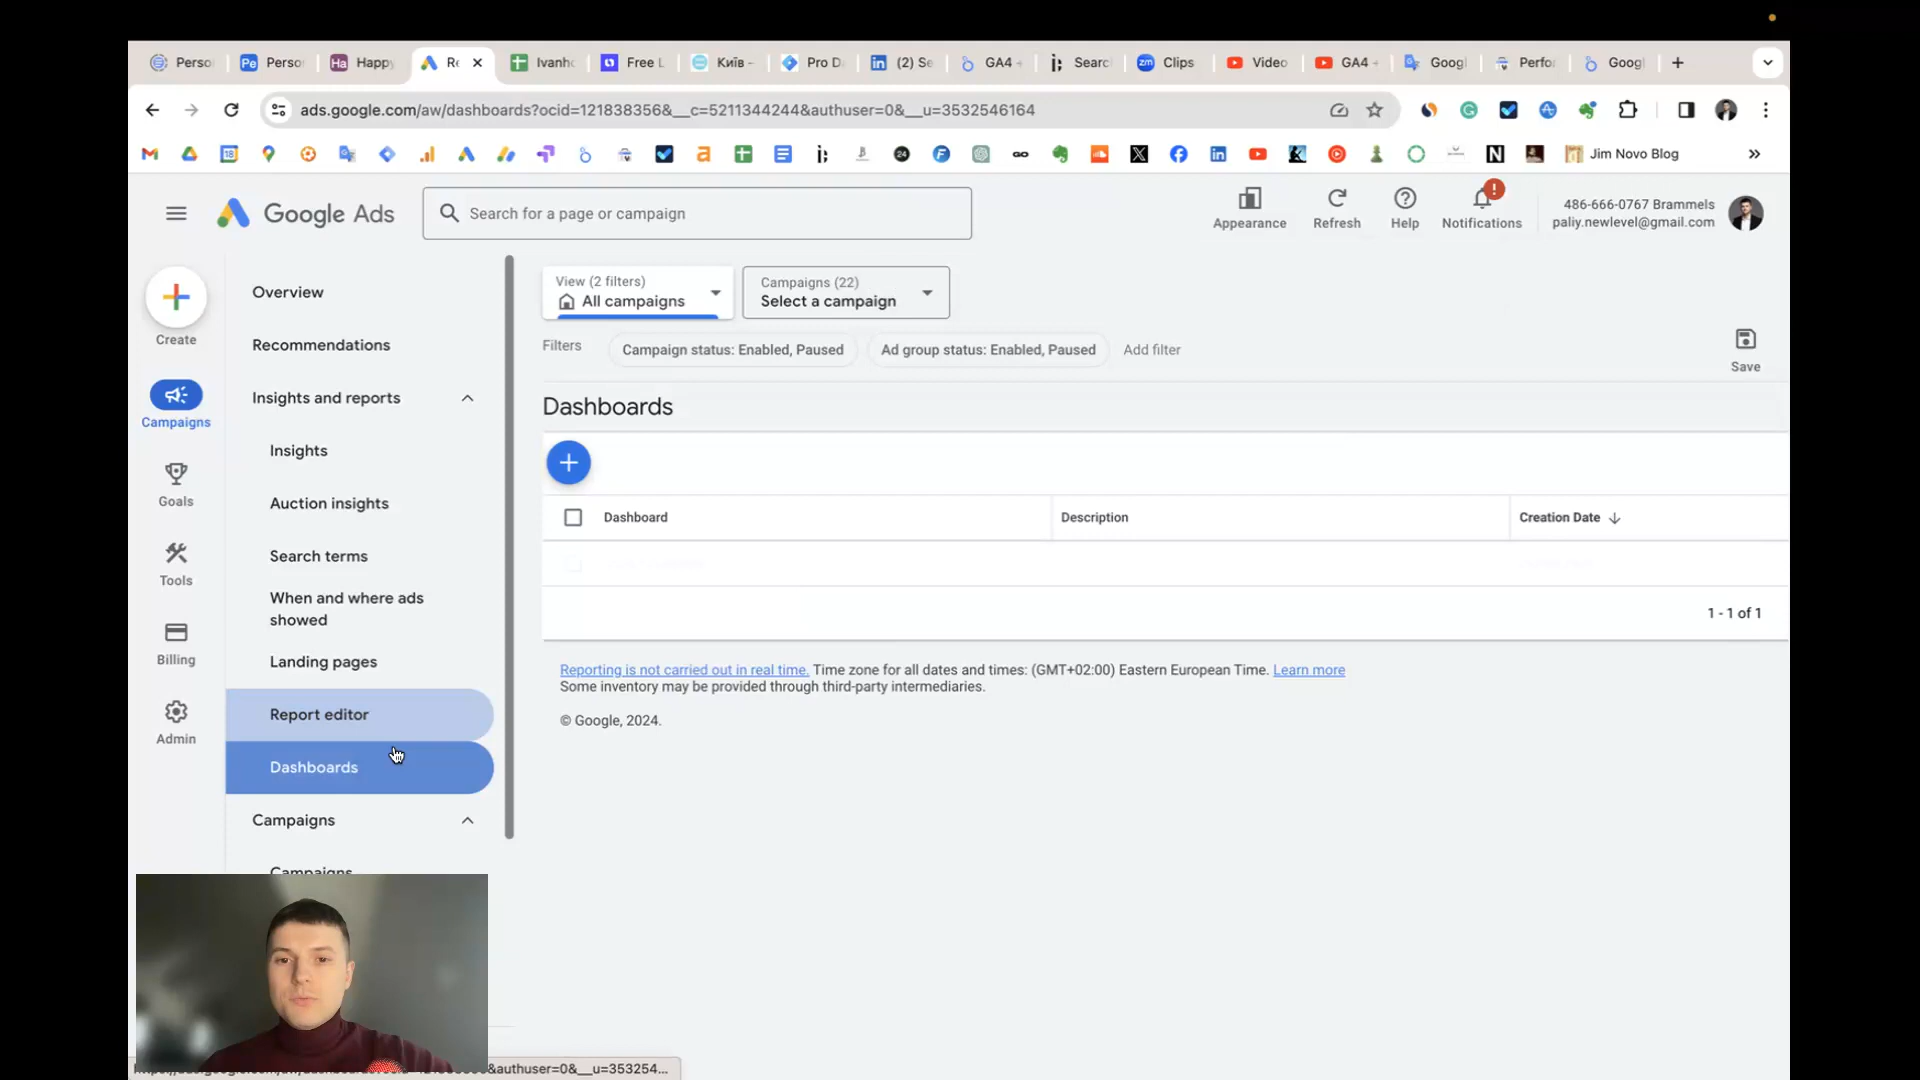 Perso
Perso
Happy
Re
Ivanho
Free L
Київ -
Pro D
(2) Se
GA4 -
Searc
Clips
Video
GA4 -
Googl
Perfo
Googl
ads.google.com/aw/dashboards?ocid=121838356&__c=5211344244&authuser=0&__u=3532546164
Jim Novo Blog
Google Ads
Search for a page or campaign
Appearance
Refresh
Help
Notifications
486-666-0767 Brammels
paliy.newlevel@gmail.com
Create
Campaigns
Goals
Tools
Billing
Admin
Overview
Recommendations
Insights and reports
Insights
Auction insights
Search terms
When and where ads
showed
Landing pages
Report editor
Dashboards
Campaigns
Campaigns
View (2 filters)
All campaigns
Campaigns (22)
Select a campaign
Filters
Campaign status: Enabled, Paused
Ad group status: Enabled, Paused
Add filter
Save
Dashboards
Dashboard
Description
Creation Date
1 - 1 of 1
Reporting is not carried out in real time. Time zone for all dates and times: (GMT+02:00) Eastern European Time. Learn more
Some inventory may be provided through third-party intermediaries.
© Google, 2024.
&authuser=0&__u=353254...